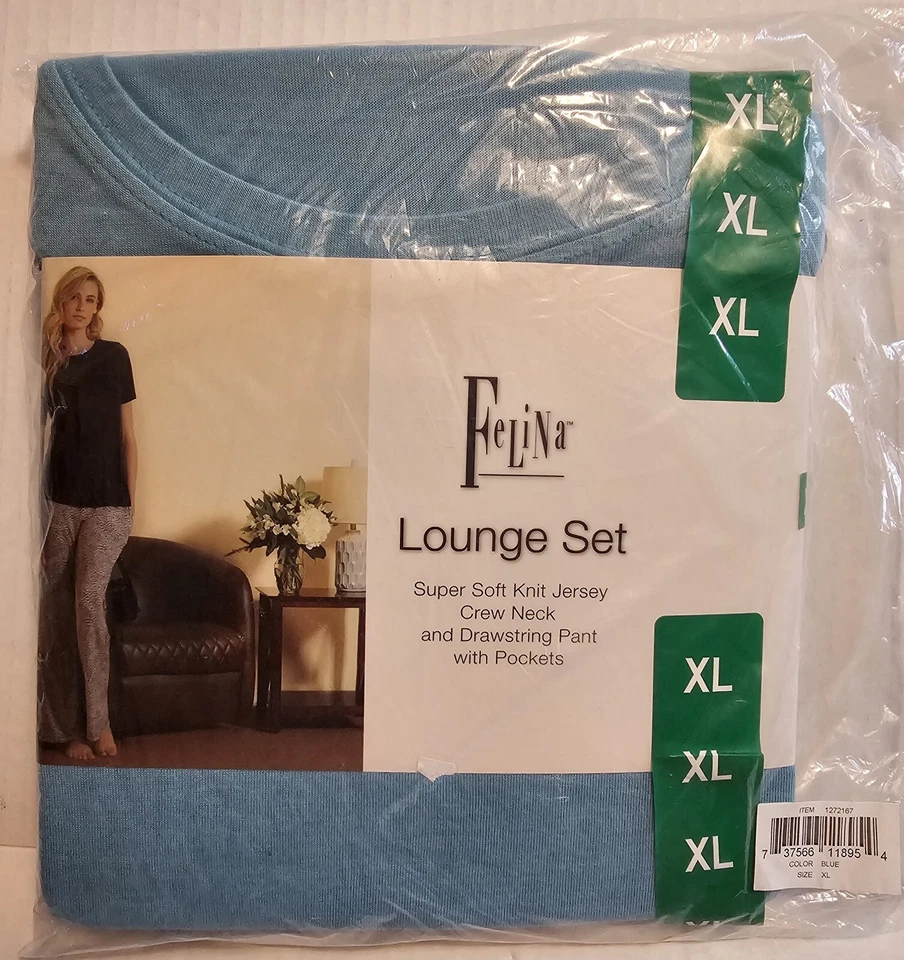 XL
XL
XL
FeLiNa™
Lounge Set
Super Soft Knit Jersey
Crew Neck
and Drawstring Pant
with Pockets
XL
XL
XL
XL
ITEM 1272167
7 37566 11895 4
COLOR BLUE
SIZE XL